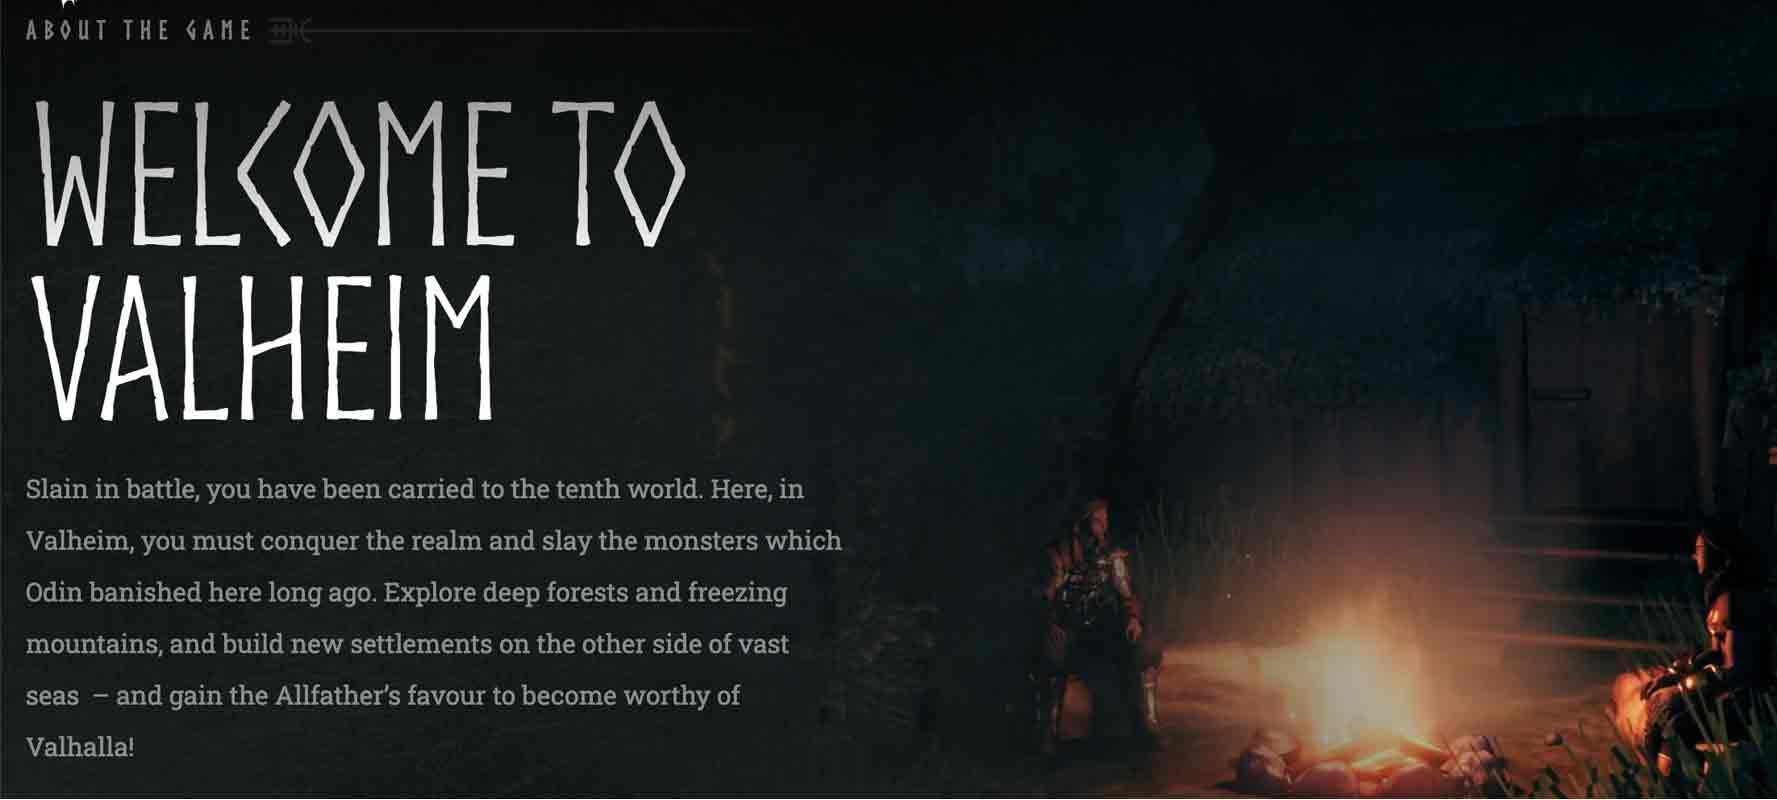 ABOUT THE GAME
WELCOME TO
VALHEIM
Slain in battle, you have been carried to the tenth world. Here, in
Valheim, you must conquer the realm and slay the monsters which
Odin banished here long ago. Explore deep forests and freezing
mountains, and build new settlements on the other side of vast
seas  – and gain the Allfather’s favour to become worthy of
Valhalla!